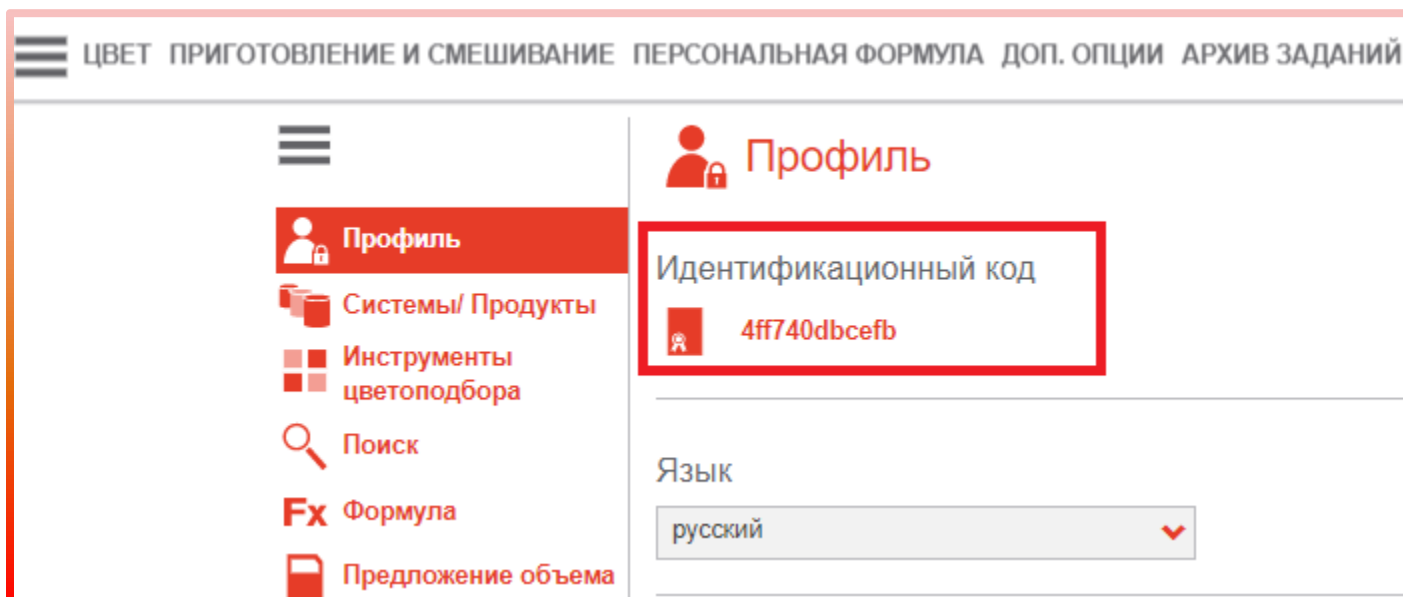 ЦВЕТ ПРИГОТОВЛЕНИЕ И СМЕШИВАНИЕ ПЕРСОНАЛЬНАЯ ФОРМУЛА ДОП. ОПЦИИ АРХИВ ЗАДАНИЙ
Профиль
Системы/ Продукты
Инструменты
цветоподбора
Поиск
Fx Формула
Предложение объема
Профиль
Идентификационный код
4ff740dbcefb
Язык
русский